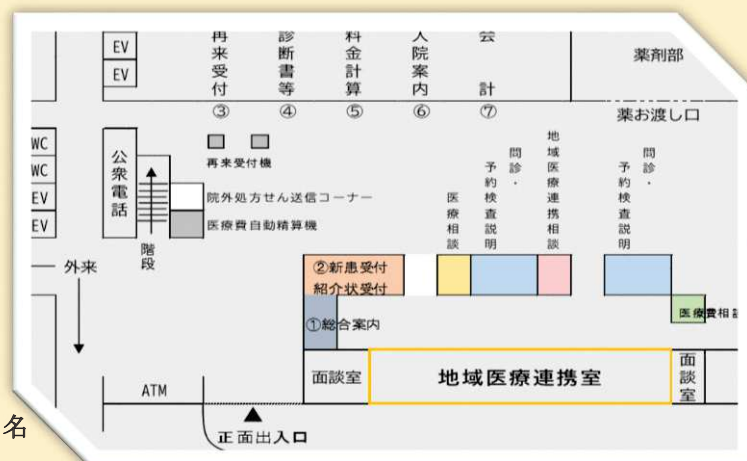 EV
EV
再来受付
③
診断書等
④
料金計算
⑤
入院案内
⑥
会計
⑦
薬剤部
薬お渡し口
WC
WC
EV
EV
公衆電話
階段
再来受付機
院外処方せん送信コーナー
医療費自動精算機
外来
医療相談
予約検査説明
問診・
地域医療連携相談
予約検査説明
問診・
②新患受付
紹介状受付
①総合案内
医療費相談
面談室
地域医療連携室
面談室
ATM
正面出入口
名